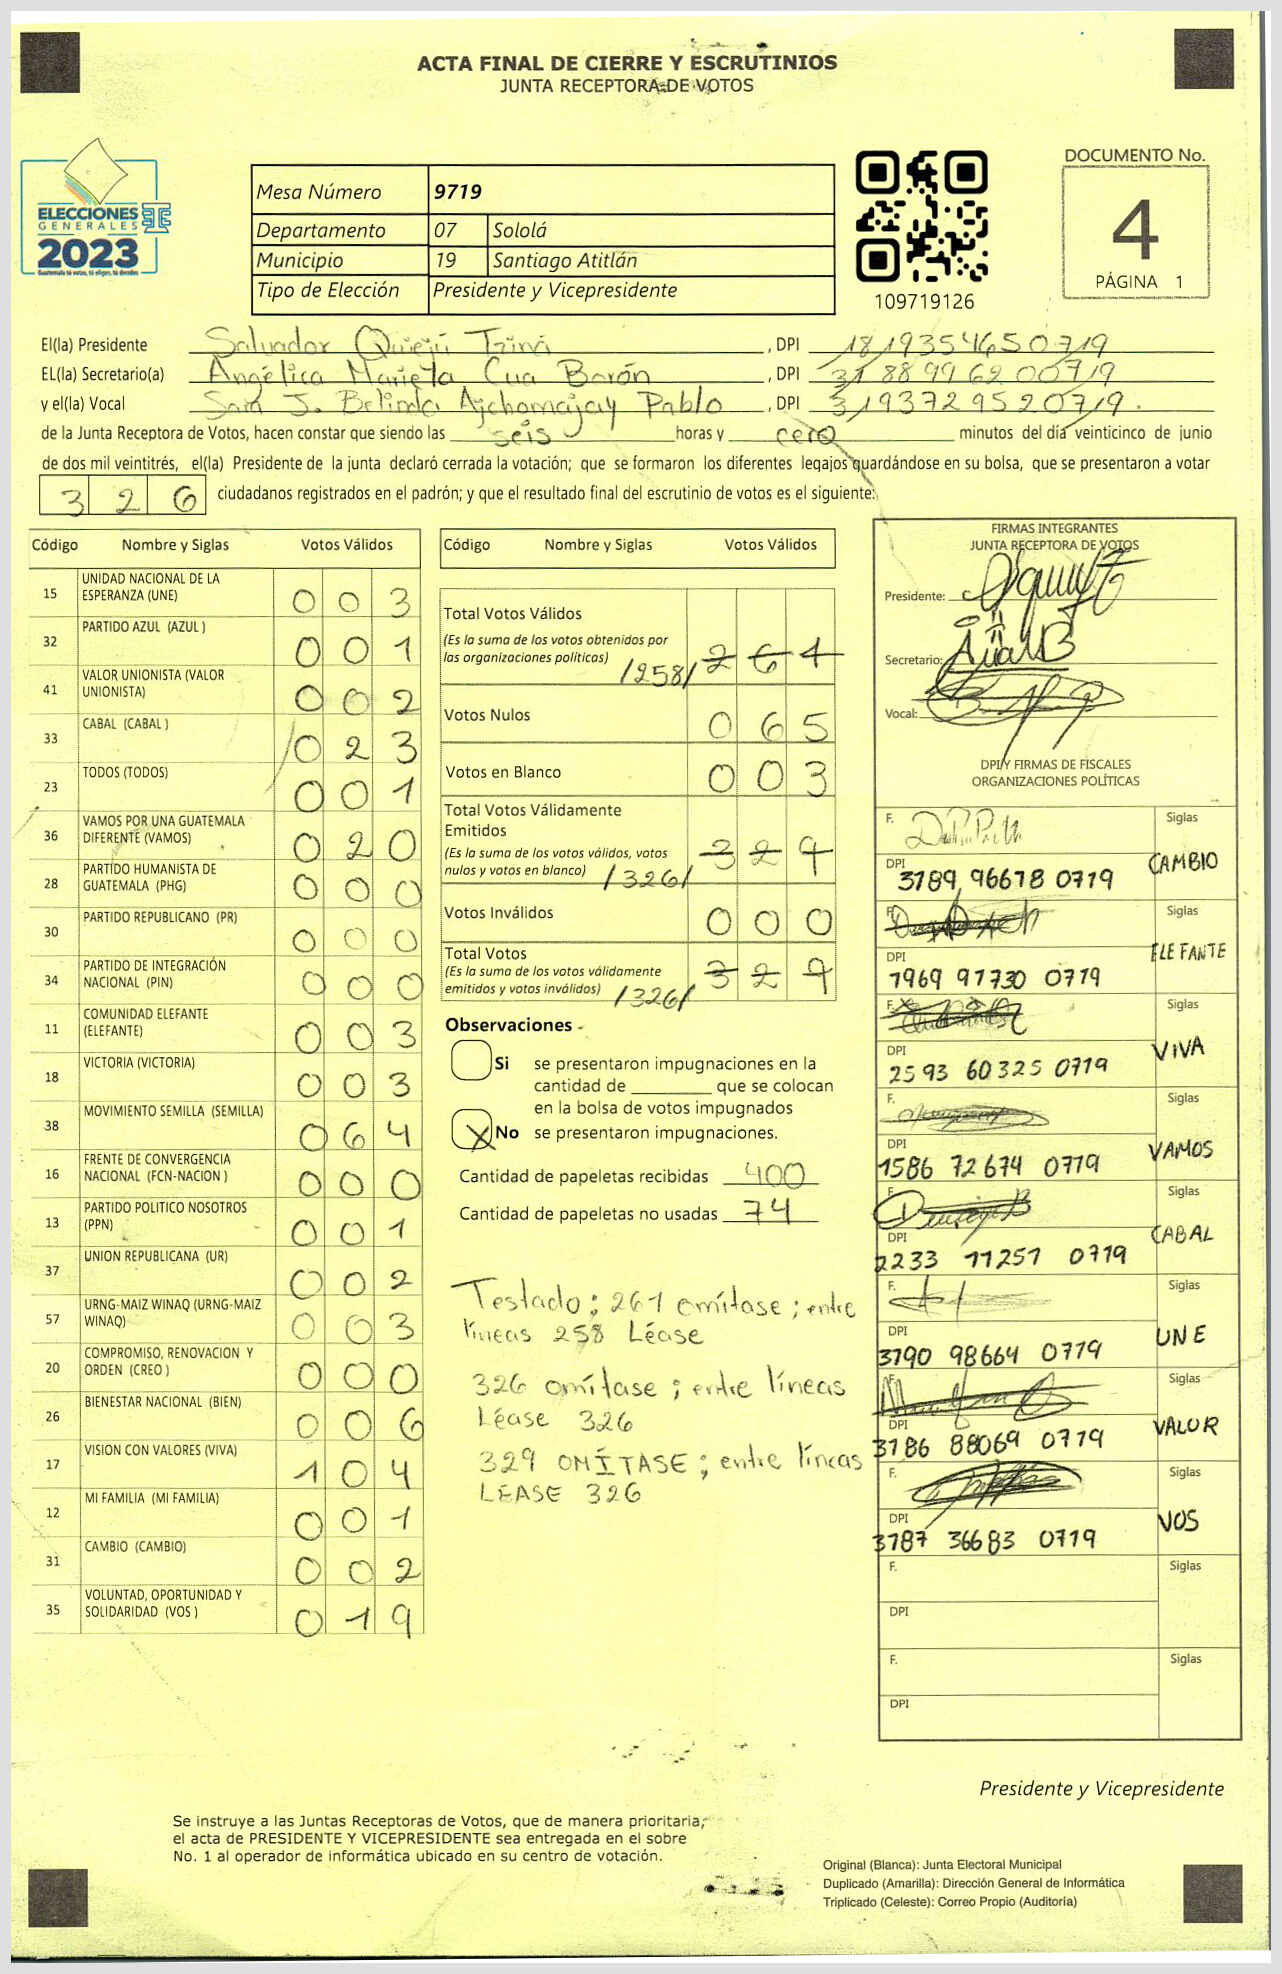 ACTA FINAL DE CIERRE Y ESCRUTINIOS
JUNTA RECEPTORA DE VOTOS
ELECCIONES
GENERALES
2023
Guatemala tú votas, tú eliges, tú decides
Mesa Número 9719
Departamento 07 Sololá
Municipio 19 Santiago Atitlán
Tipo de Elección Presidente y Vicepresidente
109719126
DOCUMENTO No.
4
PÁGINA 1
El(la) Presidente Salvador Quiejú Tziná, DPI 1819354650719
EL(la) Secretario(a) Angélica Marieta Cua Barón, DPI 3188996200719
y el(la) Vocal Sara J. Belinda Ajchomajay Pablo, DPI 3193729520719.
de la Junta Receptora de Votos, hacen constar que siendo las seis horas y cero minutos del día veinticinco de junio
de dos mil veintitrés, el(la) Presidente de la junta declaró cerrada la votación; que se formaron los diferentes legajos guardándose en su bolsa, que se presentaron a votar
3 2 6 ciudadanos registrados en el padrón; y que el resultado final del escrutinio de votos es el siguiente:
Código Nombre y Siglas Votos Válidos
15 UNIDAD NACIONAL DE LA ESPERANZA (UNE) 0 0 3
32 PARTIDO AZUL (AZUL ) 0 0 1
41 VALOR UNIONISTA (VALOR UNIONISTA) 0 0 2
33 CABAL (CABAL ) 0 2 3
23 TODOS (TODOS) 0 0 1
36 VAMOS POR UNA GUATEMALA DIFERENTE (VAMOS) 0 2 0
28 PARTIDO HUMANISTA DE GUATEMALA (PHG) 0 0 0
30 PARTIDO REPUBLICANO (PR) 0 0 0
34 PARTIDO DE INTEGRACIÓN NACIONAL (PIN) 0 0 0
11 COMUNIDAD ELEFANTE (ELEFANTE) 0 0 3
18 VICTORIA (VICTORIA) 0 0 3
38 MOVIMIENTO SEMILLA (SEMILLA) 0 6 4
16 FRENTE DE CONVERGENCIA NACIONAL (FCN-NACION ) 0 0 0
13 PARTIDO POLITICO NOSOTROS (PPN) 0 0 1
37 UNION REPUBLICANA (UR) 0 0 2
57 URNG-MAIZ WINAQ (URNG-MAIZ WINAQ) 0 0 3
20 COMPROMISO, RENOVACION Y ORDEN (CREO ) 0 0 0
26 BIENESTAR NACIONAL (BIEN) 0 0 6
17 VISION CON VALORES (VIVA) 1 0 4
12 MI FAMILIA (MI FAMILIA) 0 0 1
31 CAMBIO (CAMBIO) 0 0 2
35 VOLUNTAD, OPORTUNIDAD Y SOLIDARIDAD (VOS ) 0 1 9
Código Nombre y Siglas Votos Válidos
Total Votos Válidos
(Es la suma de los votos obtenidos por
las organizaciones políticas) /258/ 2 6 1
Votos Nulos 0 6 5
Votos en Blanco 0 0 3
Total Votos Válidamente
Emitidos
(Es la suma de los votos válidos, votos
nulos y votos en blanco) /326/ 3 2 9
Votos Inválidos 0 0 0
Total Votos
(Es la suma de los votos válidamente
emitidos y votos inválidos) /326/ 3 2 9
Observaciones
Si se presentaron impugnaciones en la
cantidad de ________ que se colocan
en la bolsa de votos impugnados
X No se presentaron impugnaciones.
Cantidad de papeletas recibidas 400
Cantidad de papeletas no usadas 74
Testado: 261 omítase; entre
líneas 258 Léase
326 omítase; entre líneas
Léase 326
329 OMÍTASE; entre líneas
LÉASE 326
FIRMAS INTEGRANTES
JUNTA RECEPTORA DE VOTOS
Presidente:
Secretario:
Vocal:
DPI Y FIRMAS DE FISCALES
ORGANIZACIONES POLÍTICAS
F. Siglas
DPI 3789 96678 0719 CAMBIO
F. Siglas
DPI 1969 91730 0719 ELEFANTE
F. Siglas
DPI 2593 60325 0719 VIVA
F. Siglas
DPI 1586 72674 0719 VAMOS
F. Siglas
DPI 2233 11251 0719 CABAL
F. Siglas
DPI 3190 98664 0719 UNE
F. Siglas
DPI 3186 88069 0719 VALOR
F. Siglas
DPI 3187 36683 0719 VOS
F. Siglas
DPI
F. Siglas
DPI
Presidente y Vicepresidente
Se instruye a las Juntas Receptoras de Votos, que de manera prioritaria,
el acta de PRESIDENTE Y VICEPRESIDENTE sea entregada en el sobre
No. 1 al operador de informática ubicado en su centro de votación.
Original (Blanca): Junta Electoral Municipal
Duplicado (Amarilla): Dirección General de Informática
Triplicado (Celeste): Correo Propio (Auditoría)